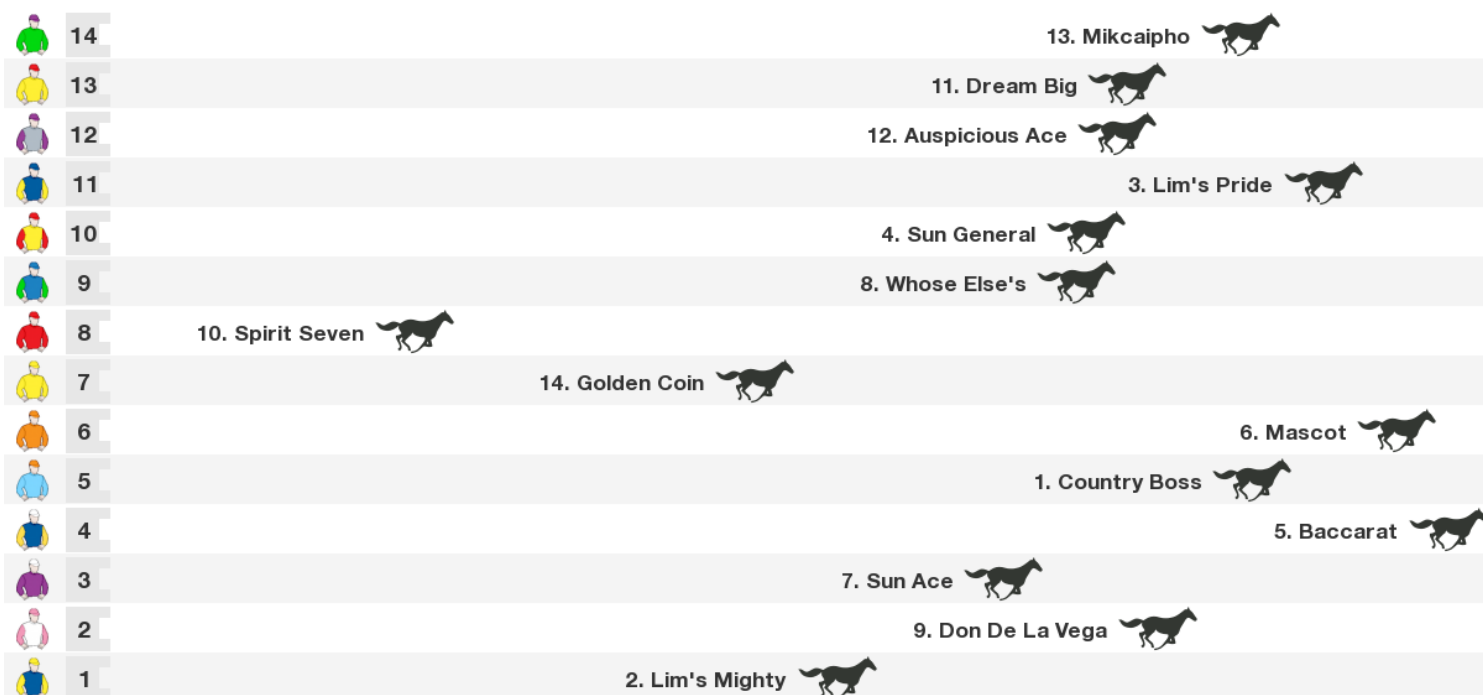 14 13. Mikcaipho
13 11. Dream Big
12 12. Auspicious Ace
11 3. Lim's Pride
10 4. Sun General
9 8. Whose Else's
8 10. Spirit Seven
7 14. Golden Coin
6 6. Mascot
5 1. Country Boss
4 5. Baccarat
3 7. Sun Ace
2 9. Don De La Vega
1 2. Lim's Mighty